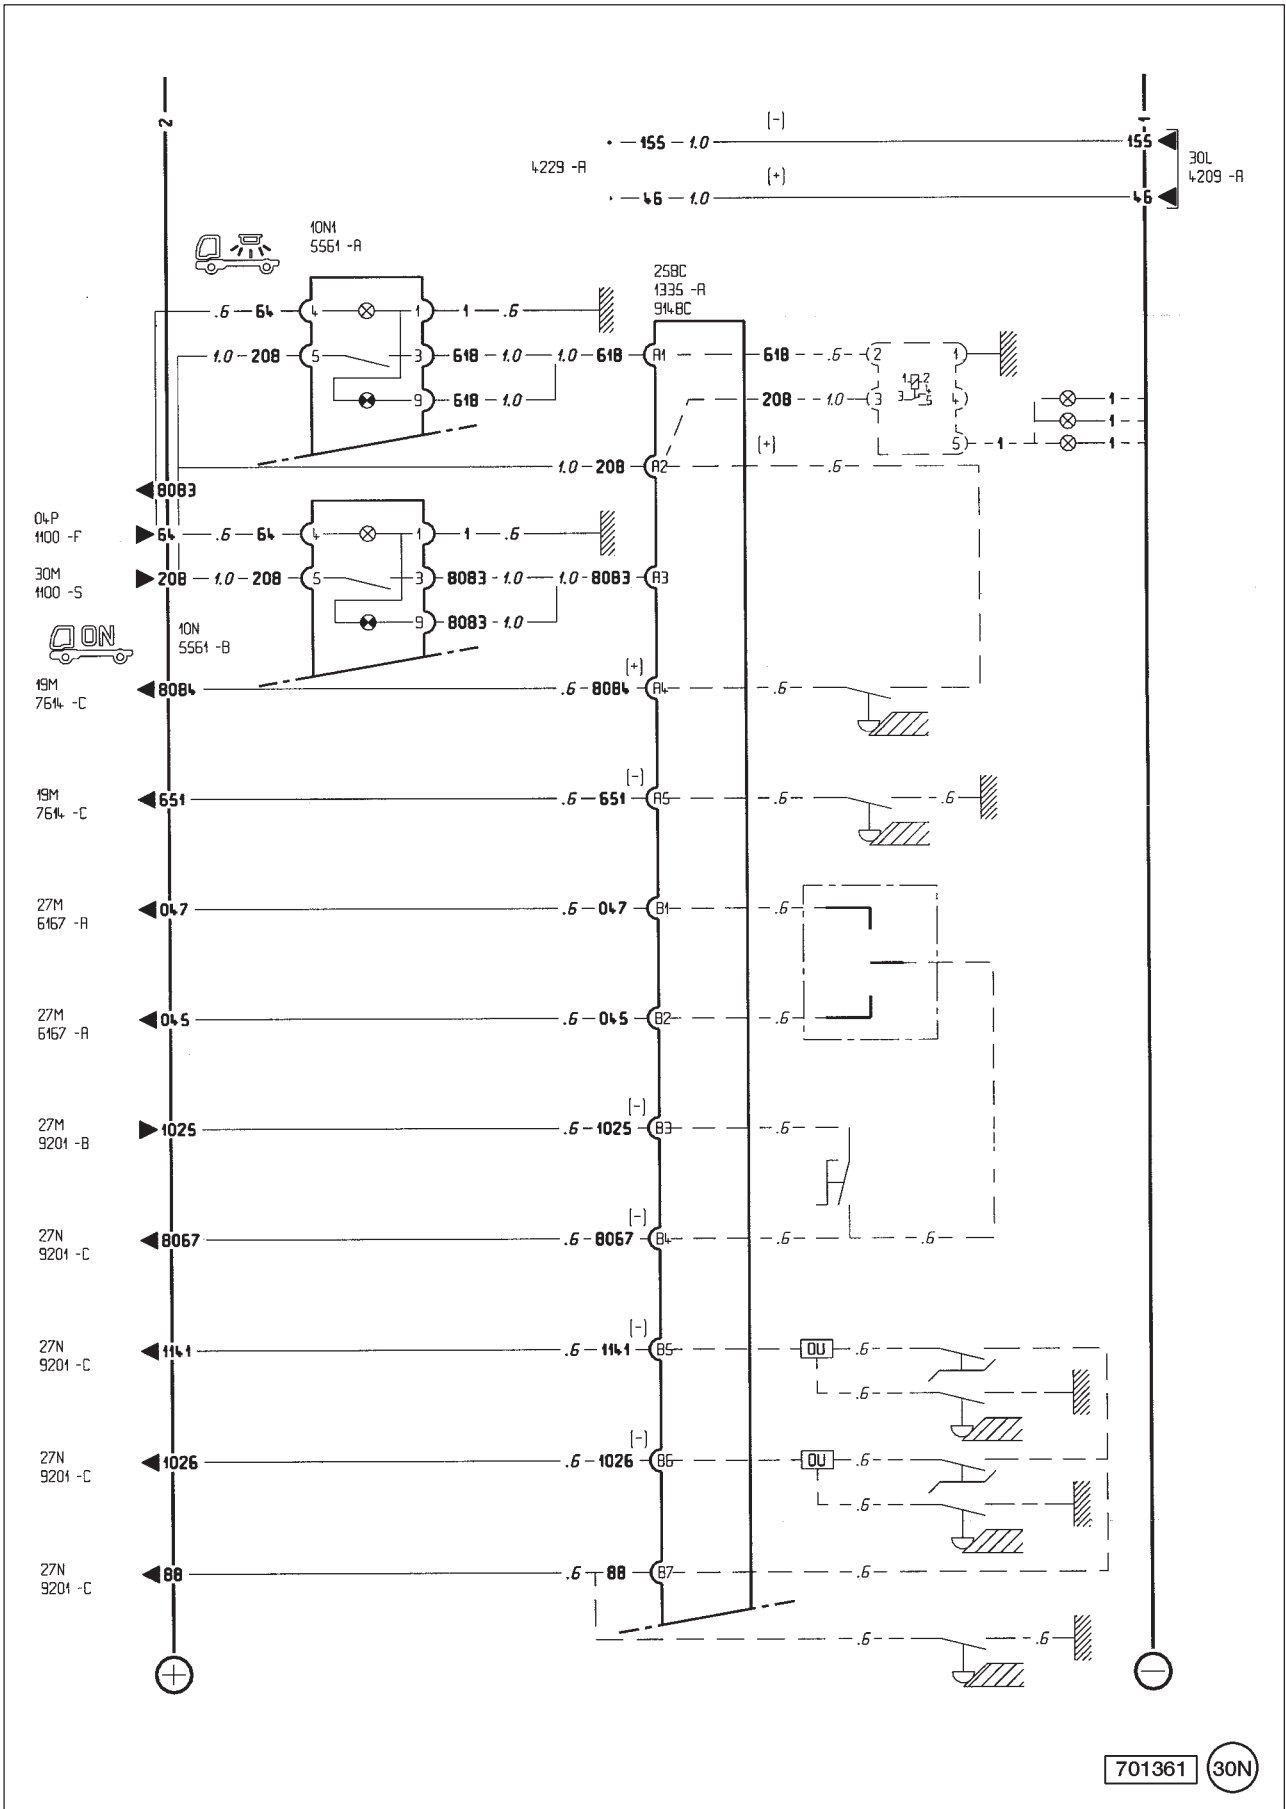 2 1
(-)
155 1.0 155
4229 -A
30L
4209 -A
(+)
46 1.0 46
10N1
5561 -A
25BC
1335 -A
914BC
.6 64 4 1 1 .6
1.0 208 5 3 618 1.0 1.0 618 A1 618 .6 2 1
1 2
3 4
5
208 1.0 3 4 1
9 618 1.0
1
(+)
5 1 1
1.0 208 A2 .6
8083
04P
1100 -F
64 .6 64 4 1 1 .6
30M
1100 -S
208 1.0 208 5 3 8083 1.0 1.0 8083 A3
ON
10N
5561 -B
9 8083 1.0
(+)
19M
7614 -C
8084 .6 8084 A4 .6
(-)
19M
7614 -C
651 .6 651 A5 .6 .6
27M
6167 -A
047 .6 047 B1 .6
27M
6167 -A
045 .6 045 B2 .6
(-)
27M
9201 -B
1025 .6 1025 B3 .6
(-)
27N
9201 -C
8067 .6 8067 B4 .6 .6
(-)
27N
9201 -C
1141 .6 1141 B5 OU .6
.6
(-)
27N
9201 -C
1026 .6 1026 B6 OU .6
.6
27N
9201 -C
88 .6 88 B7 .6
.6 .6
+ −
701361 30N